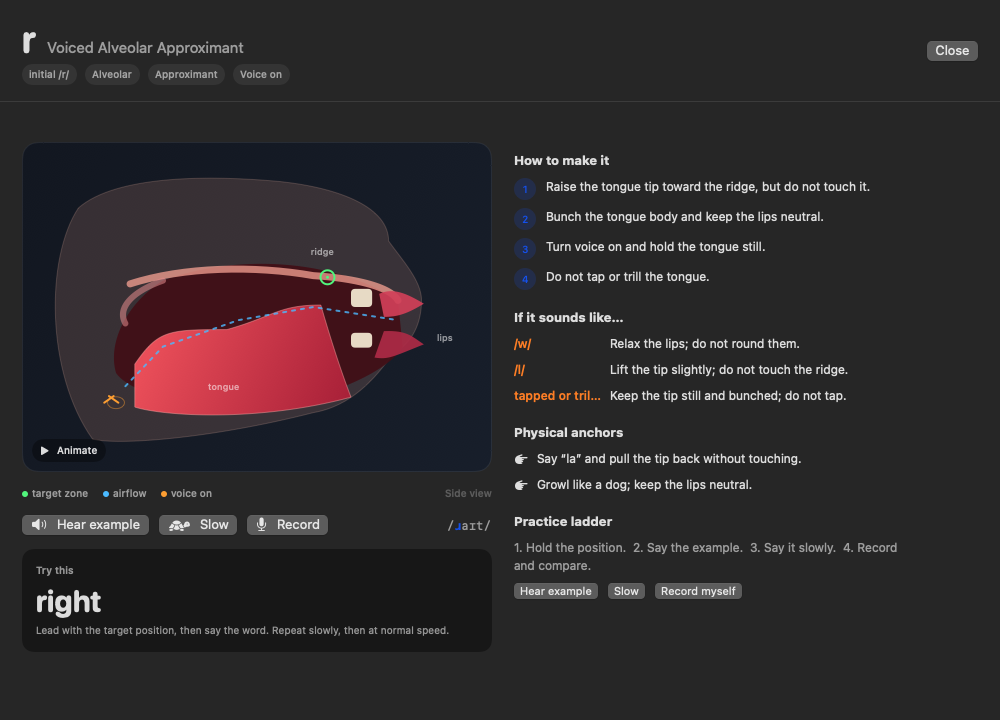 r Voiced Alveolar Approximant
Close
initial /r/ Alveolar Approximant Voice on
ridge
lips
tongue
Animate
target zone airflow voice on Side view
Hear example Slow Record /ɹaɪt/
Try this
right
Lead with the target position, then say the word. Repeat slowly, then at normal speed.
How to make it
1 Raise the tongue tip toward the ridge, but do not touch it.
2 Bunch the tongue body and keep the lips neutral.
3 Turn voice on and hold the tongue still.
4 Do not tap or trill the tongue.
If it sounds like...
/w/ Relax the lips; do not round them.
/l/ Lift the tip slightly; do not touch the ridge.
tapped or tril... Keep the tip still and bunched; do not tap.
Physical anchors
Say “la” and pull the tip back without touching.
Growl like a dog; keep the lips neutral.
Practice ladder
1. Hold the position. 2. Say the example. 3. Say it slowly. 4. Record
and compare.
Hear example Slow Record myself